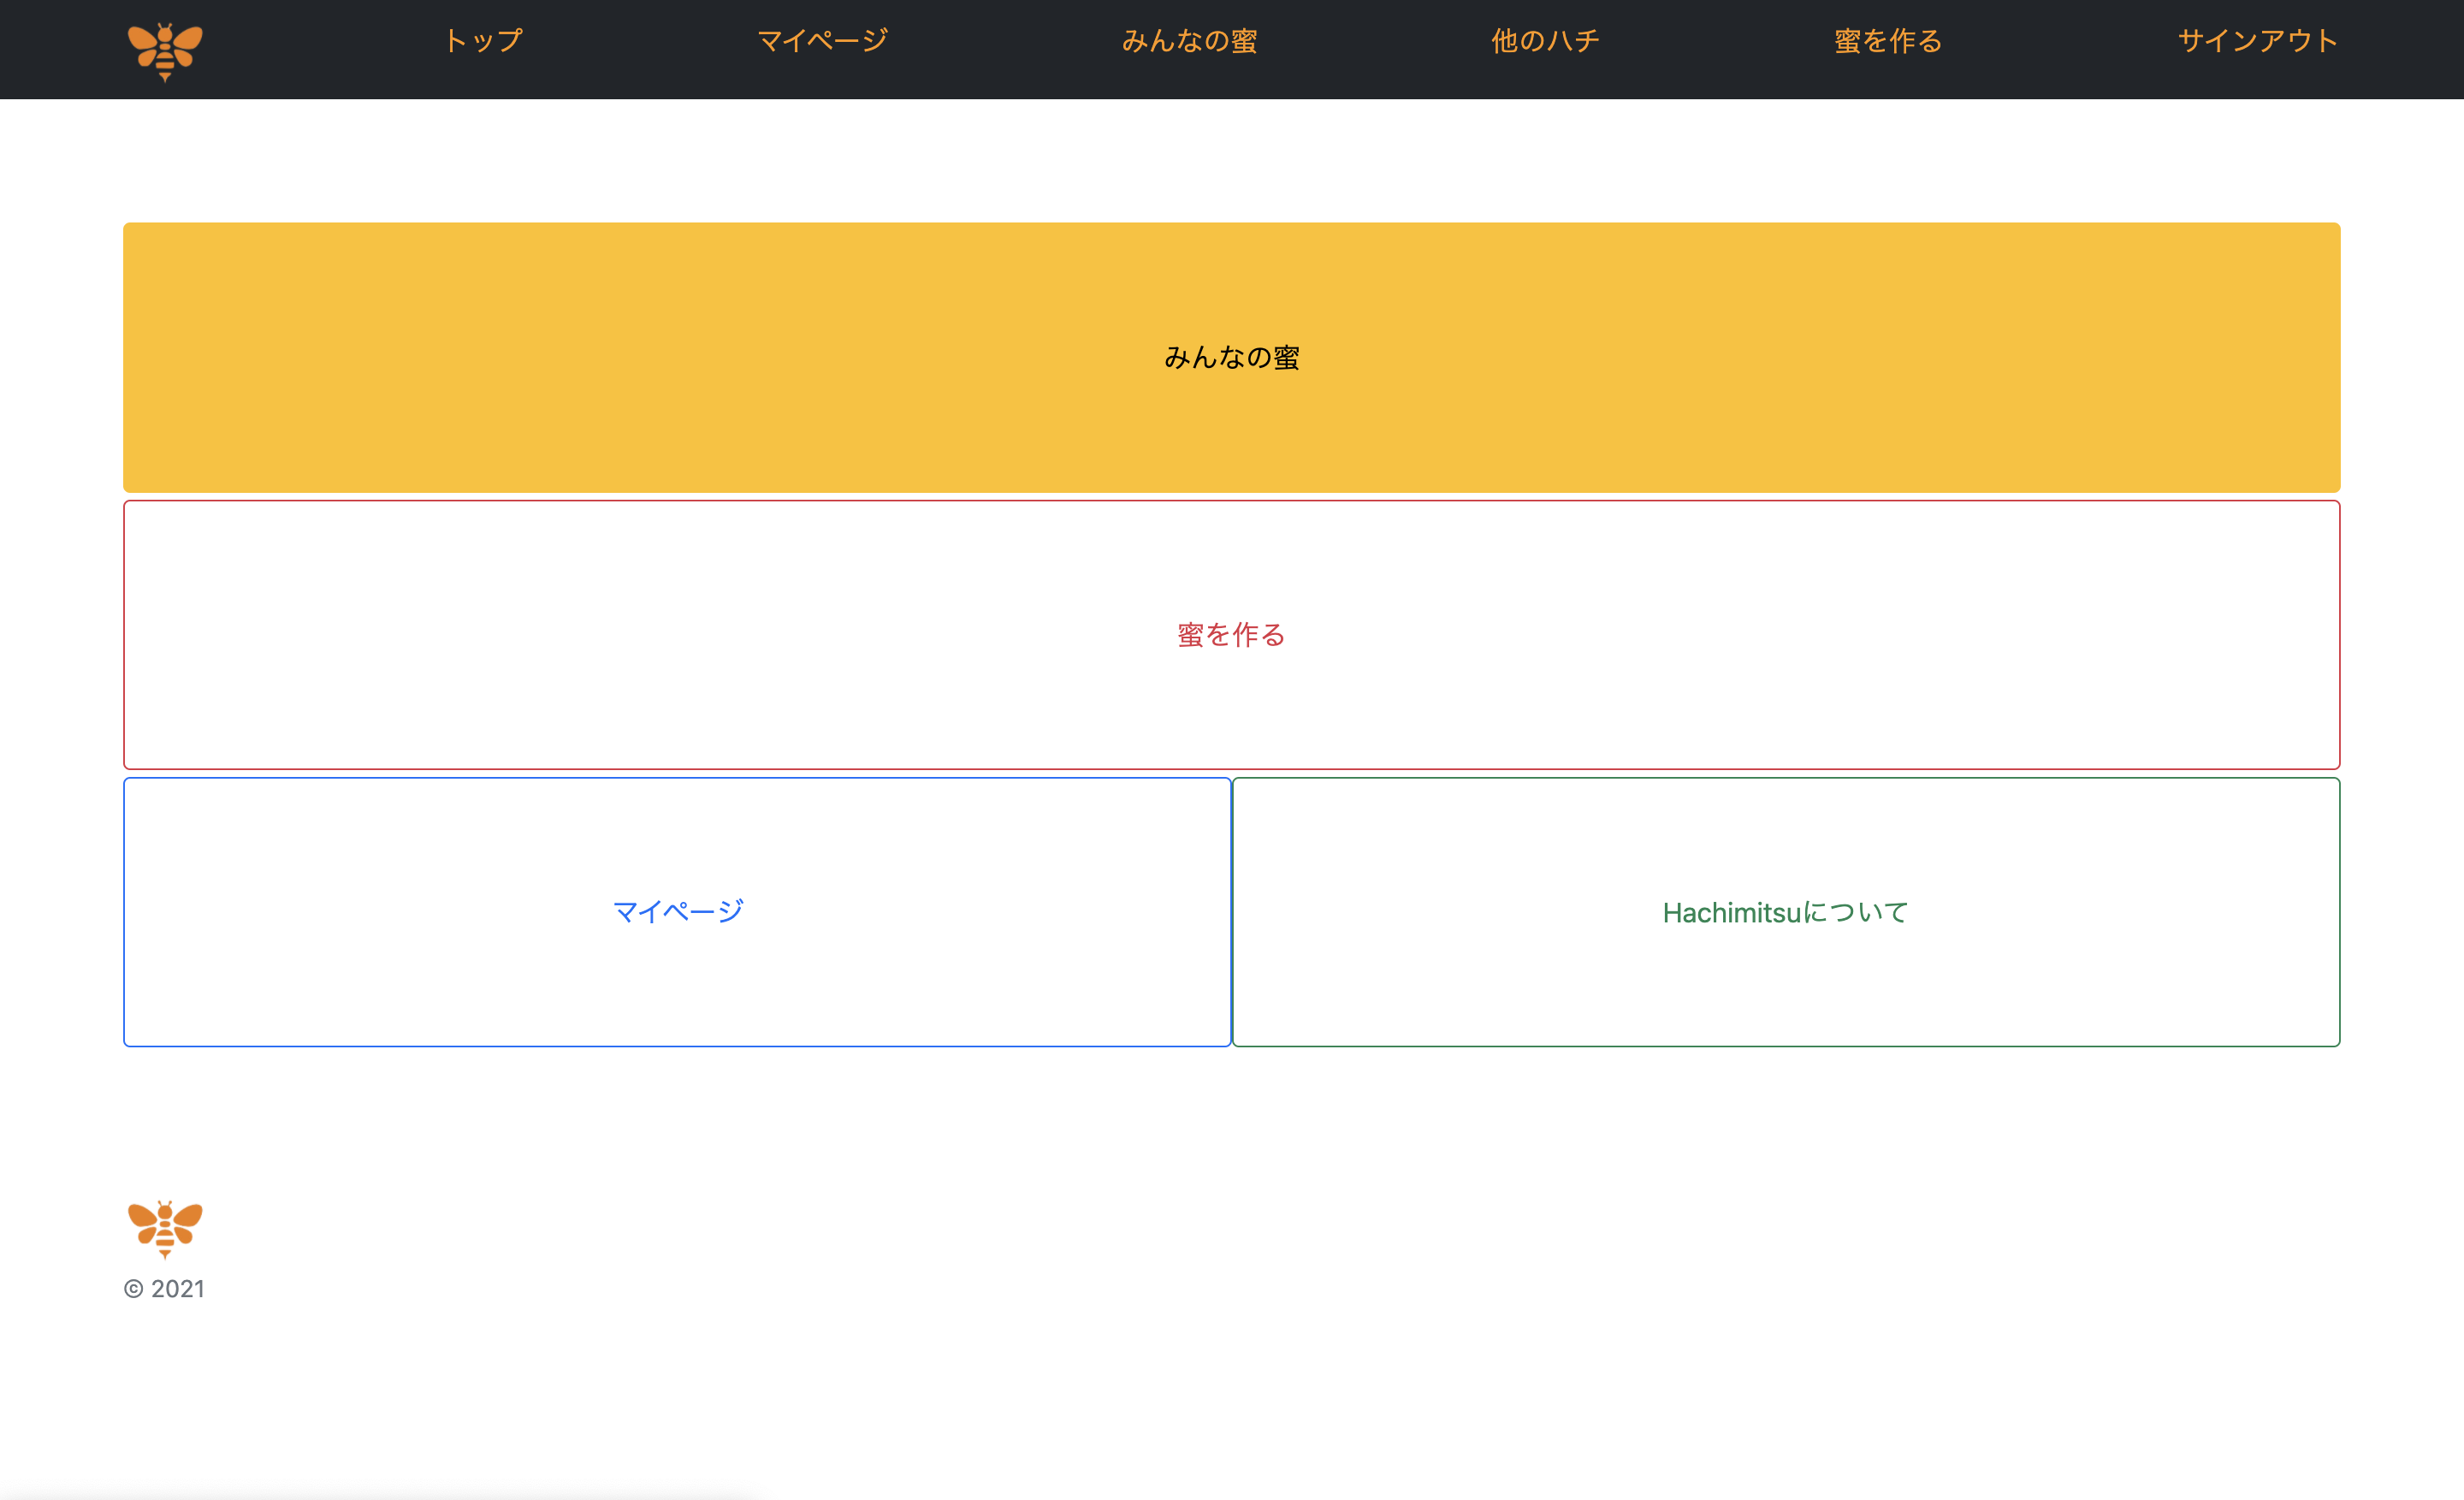 トップ
マイページ
みんなの蜜
他のハチ
蜜を作る
サインアウト
みんなの蜜
蜜を作る
マイページ
Hachimitsuについて
© 2021